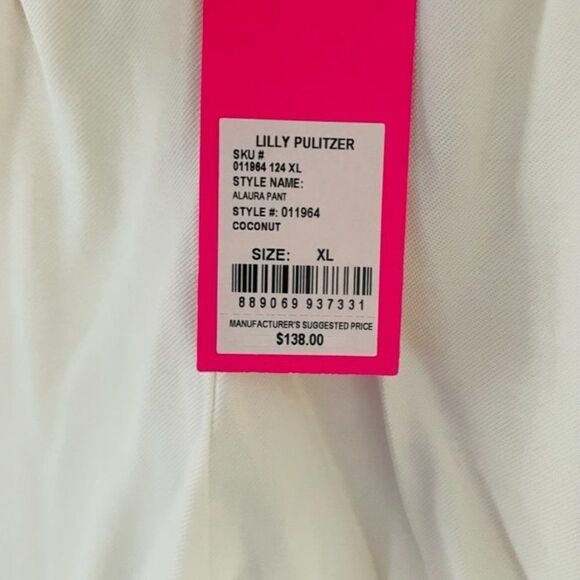 LILLY PULITZER
SKU #
011964 124 XL
STYLE NAME:
ALAURA PANT
STYLE #: 011964
COCONUT
SIZE: XL
889069 937331
MANUFACTURER'S SUGGESTED PRICE
$138.00